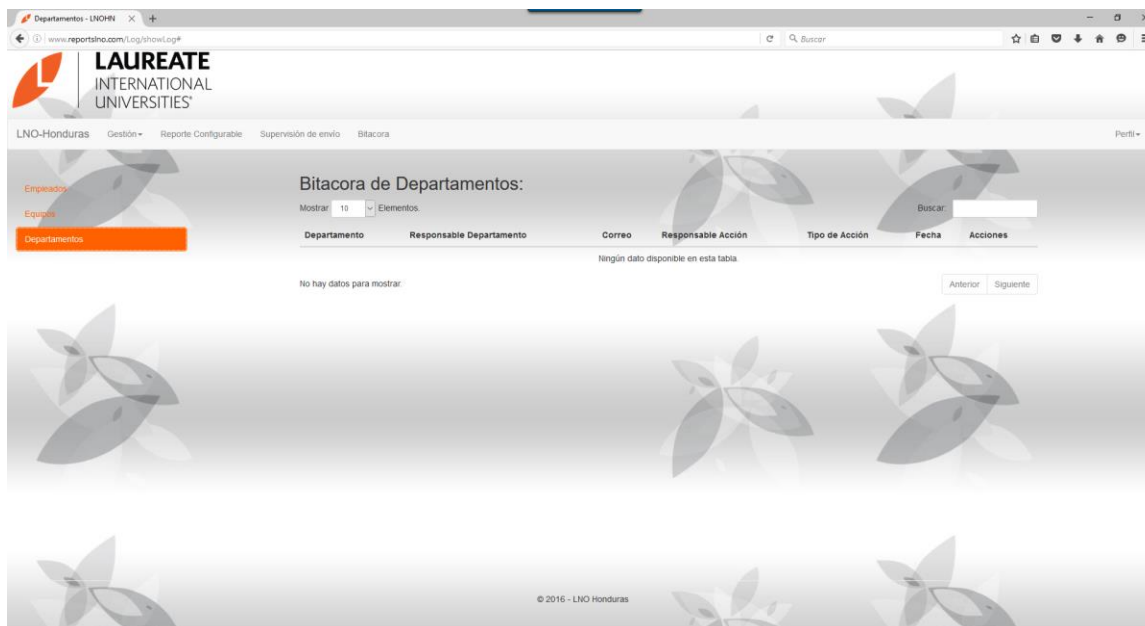 Departamentos - LNOHN
www.reportslno.com/Log/showLog#
Buscar
LAUREATE
INTERNATIONAL
UNIVERSITIES®
LNO-Honduras Gestión Reporte Configurable Supervisión de envío Bitacora Perfil
Empleados
Equipos
Departamentos
Bitacora de Departamentos:
Mostrar 10 Elementos. Buscar:
Departamento Responsable Departamento Correo Responsable Acción Tipo de Acción Fecha Acciones
Ningún dato disponible en esta tabla.
No hay datos para mostrar. Anterior Siguiente
© 2016 - LNO Honduras